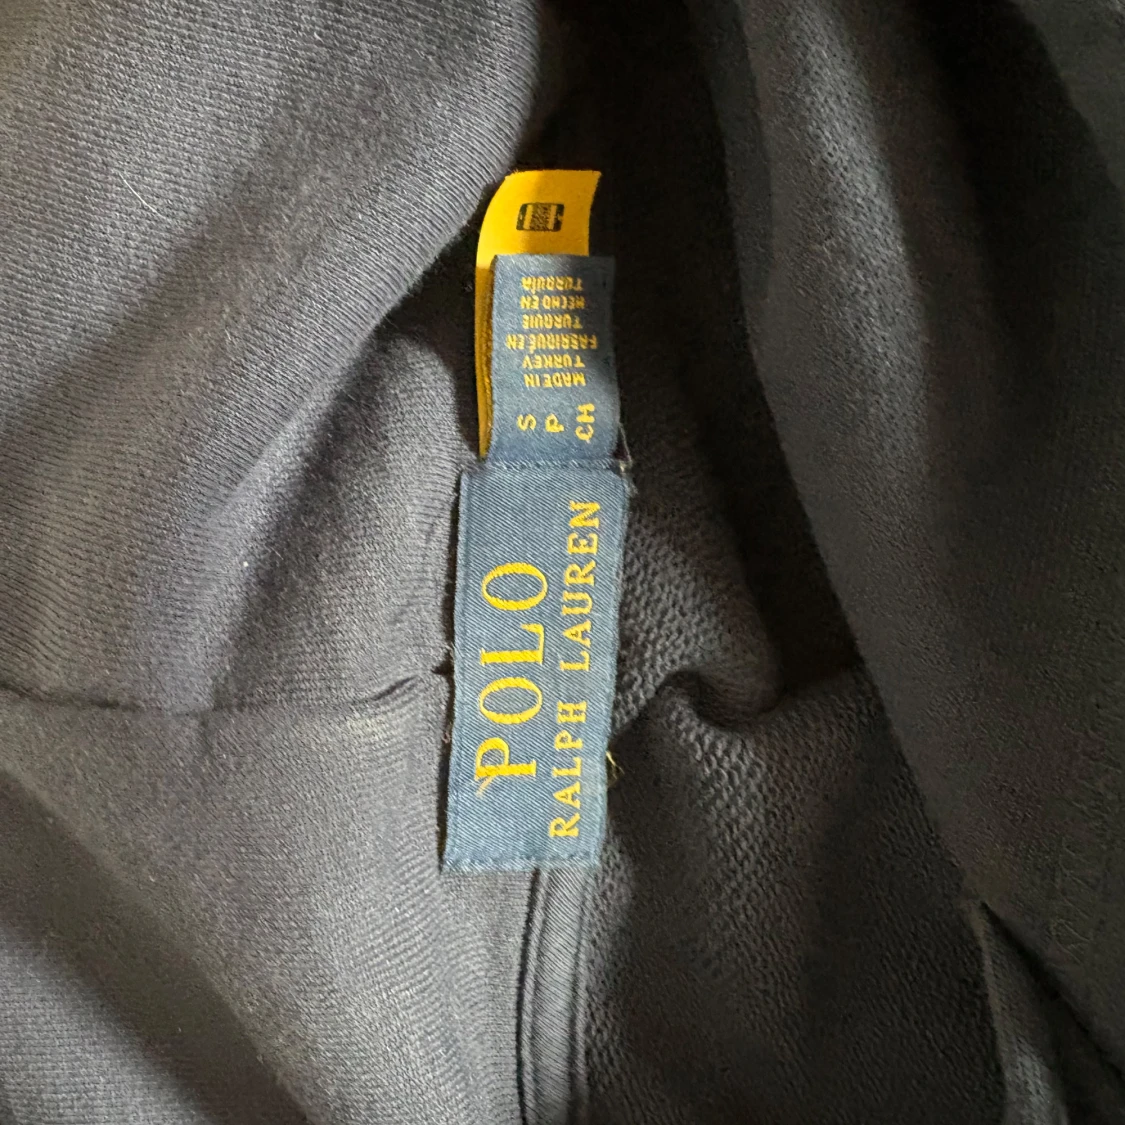 POLO
RALPH LAUREN
S
P
CH
MADE IN
TURKEY
FABRIQUÉ EN
TURQUIE
HECHO EN
TURQUÍA